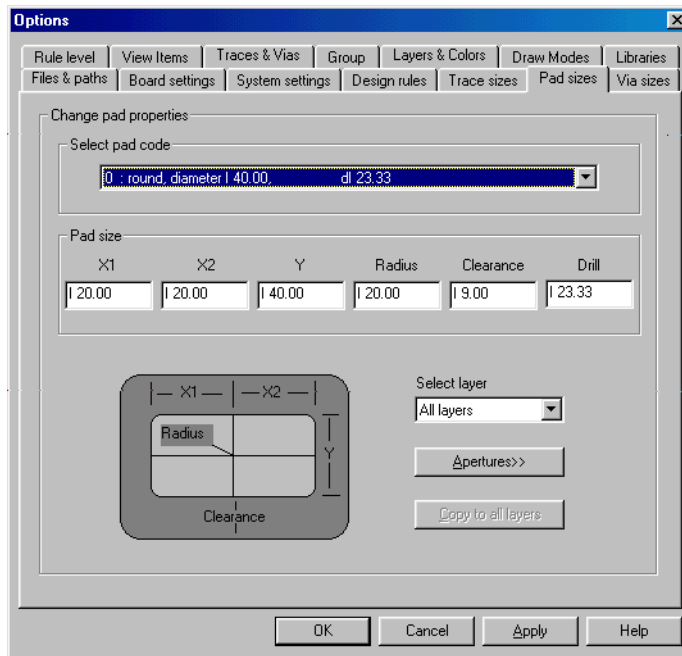 Options
Rule level View Items Traces & Vias Group Layers & Colors Draw Modes Libraries
Files & paths Board settings System settings Design rules Trace sizes Pad sizes Via sizes
Change pad properties
Select pad code
0 : round, diameter I 40.00, dI 23.33
Pad size
X1 X2 Y Radius Clearance Drill
I 20.00 I 20.00 I 40.00 I 20.00 I 9.00 I 23.33
X1 X2
Radius
Y
Clearance
Select layer
All layers
Apertures>>
Copy to all layers
OK Cancel Apply Help